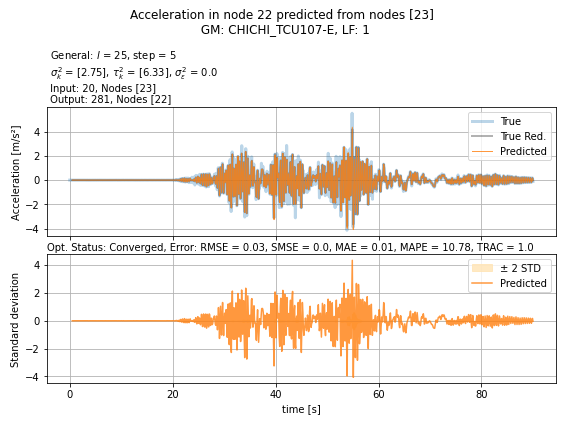 Acceleration in node 22 predicted from nodes [23]
GM: CHICHI_TCU107-E, LF: 1
General: l = 25, step = 5
σ²ₖ = [2.75], τ²ₖ = [6.33], σ²ε = 0.0
Input: 20, Nodes [23]
Output: 281, Nodes [22]
Acceleration [m/s²]
4
2
0
−2
−4
True
True Red.
Predicted
Opt. Status: Converged, Error: RMSE = 0.03, SMSE = 0.0, MAE = 0.01, MAPE = 10.78, TRAC = 1.0
Standard deviation
4
2
0
−2
−4
± 2 STD
Predicted
0 20 40 60 80
time [s]